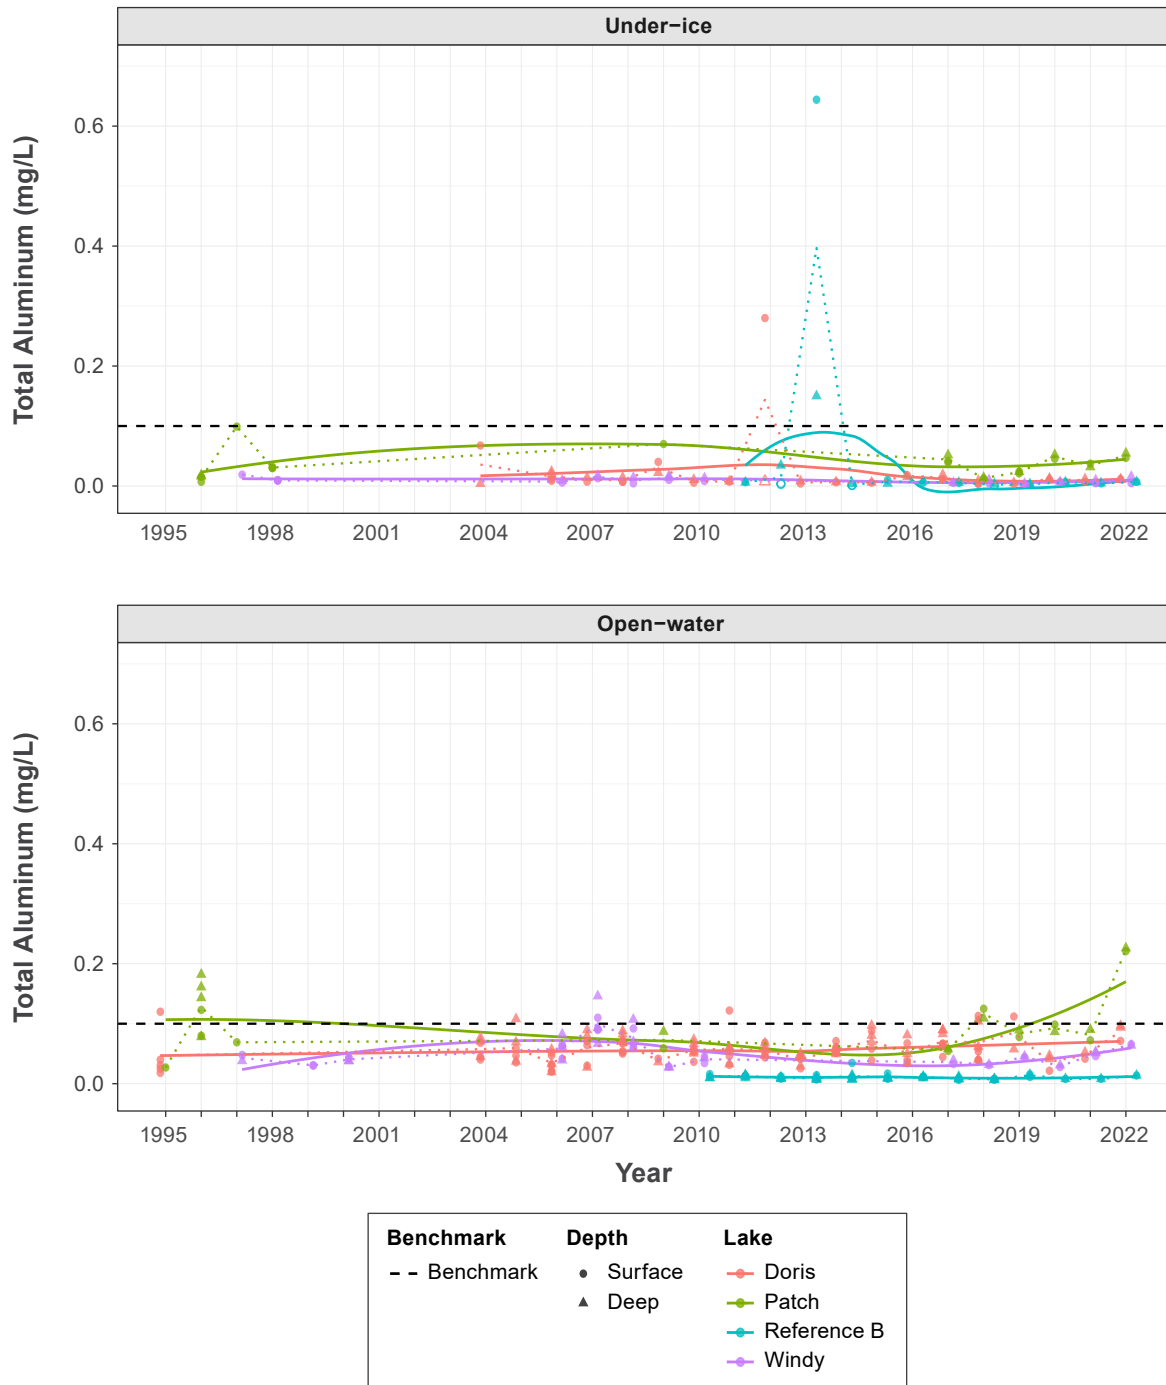 Under−ice
Total Aluminum (mg/L)
0.6
0.4
0.2
0.0
1995 1998 2001 2004 2007 2010 2013 2016 2019 2022
Open−water
Total Aluminum (mg/L)
0.6
0.4
0.2
0.0
1995 1998 2001 2004 2007 2010 2013 2016 2019 2022
Year
Benchmark Depth Lake
Benchmark Surface Doris
Deep Patch
Reference B
Windy